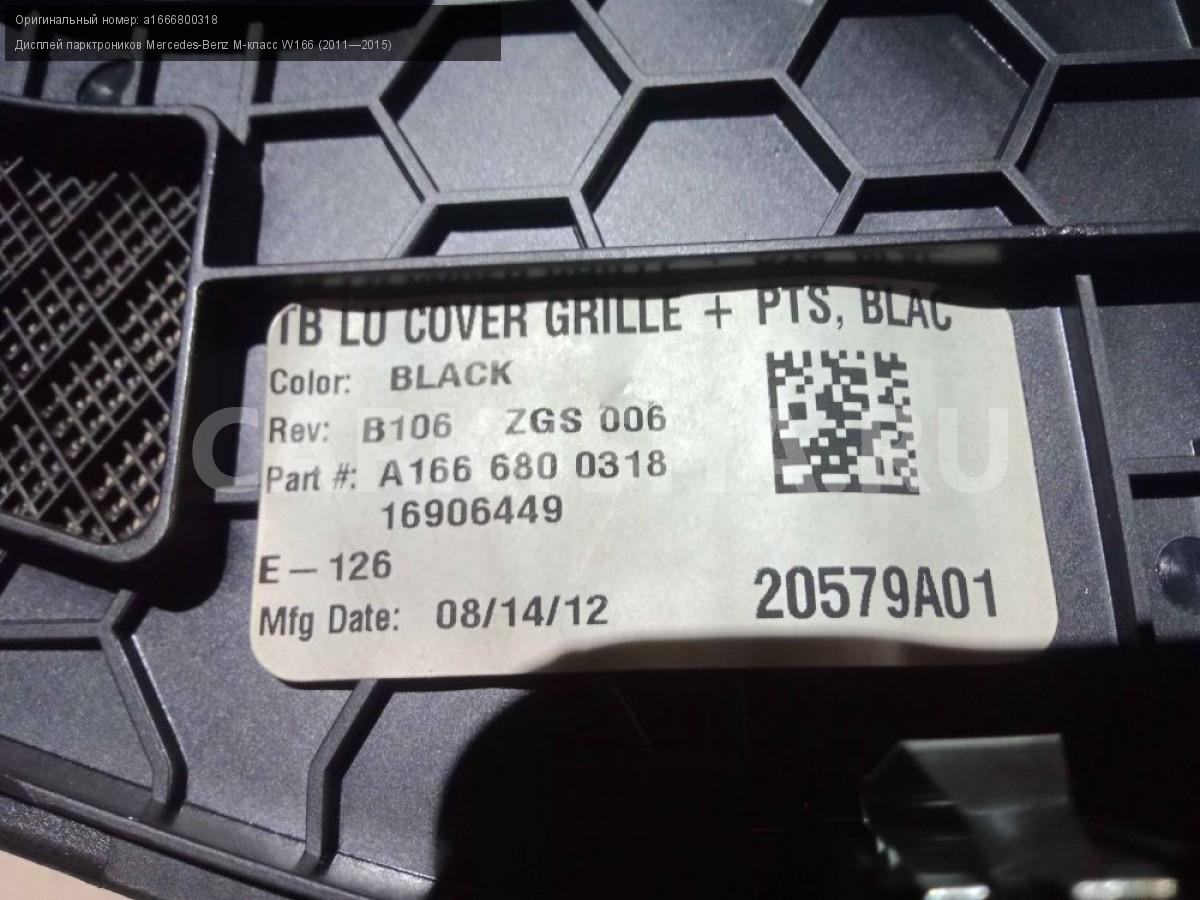 Оригинальный номер: a1666800318
Дисплей парктроников Mercedes-Benz M-класс W166 (2011—2015)
TB LU COVER GRILLE + PTS, BLAC
Color: BLACK
Rev: B106 ZGS 006
Part #: A166 680 0318
16906449
E – 126
Mfg Date: 08/14/12
20579A01